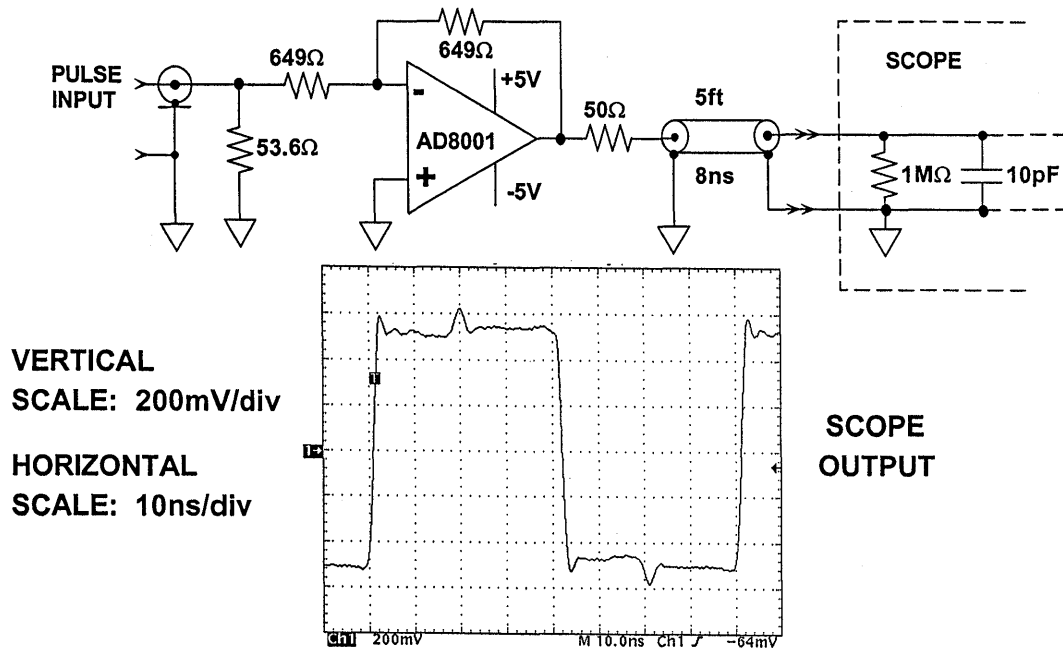 PULSE
INPUT
649Ω
53.6Ω
649Ω
-
AD8001
+
+5V
-5V
50Ω
5ft
8ns
SCOPE
1MΩ
10pF
VERTICAL
SCALE: 200mV/div
HORIZONTAL
SCALE: 10ns/div
T
1
SCOPE
OUTPUT
Ch1 200mV M 10.0ns Ch1 -64mV